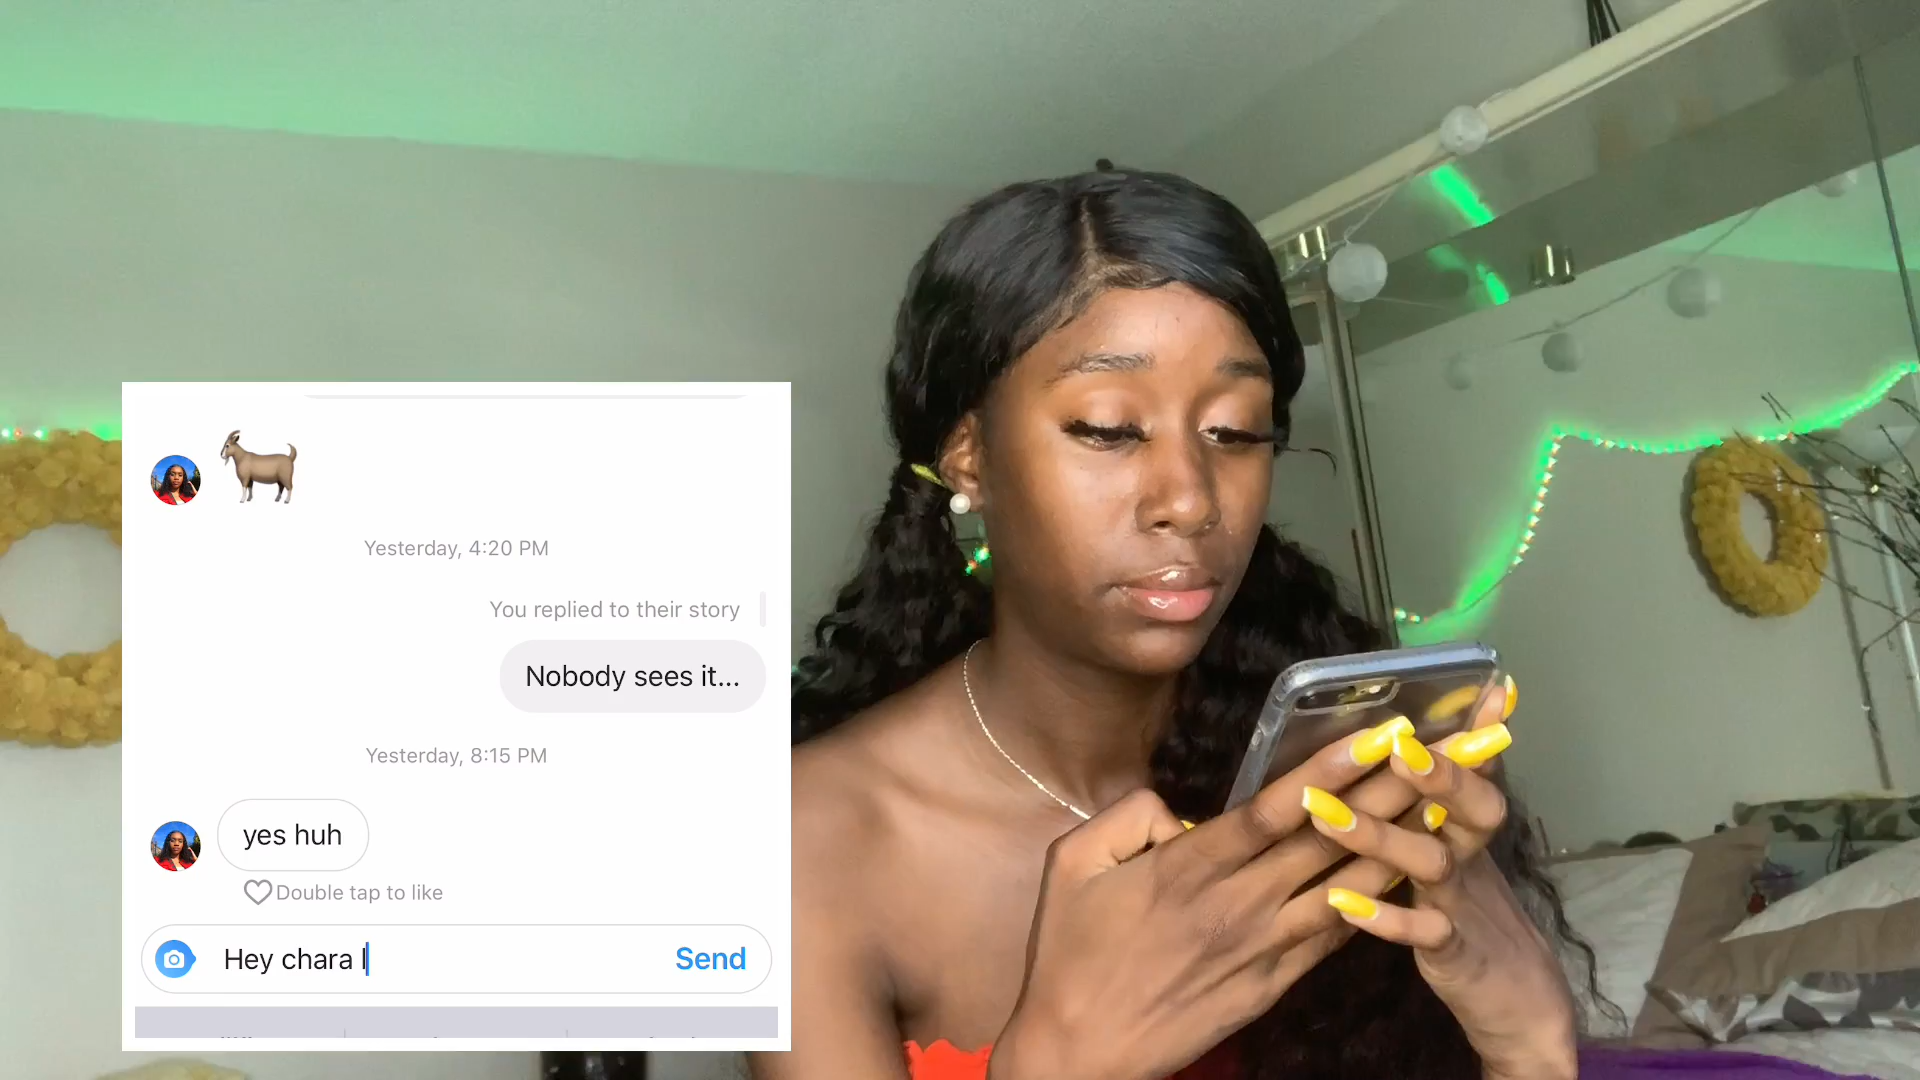 Yesterday, 4:20 PM
You replied to their story
Nobody sees it...
Yesterday, 8:15 PM
yes huh
Double tap to like
Hey chara l
Send